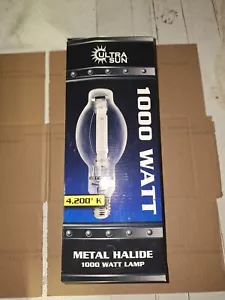 ULTRA
SUN
1000 WATT
4,200° K
METAL HALIDE
1000 WATT LAMP